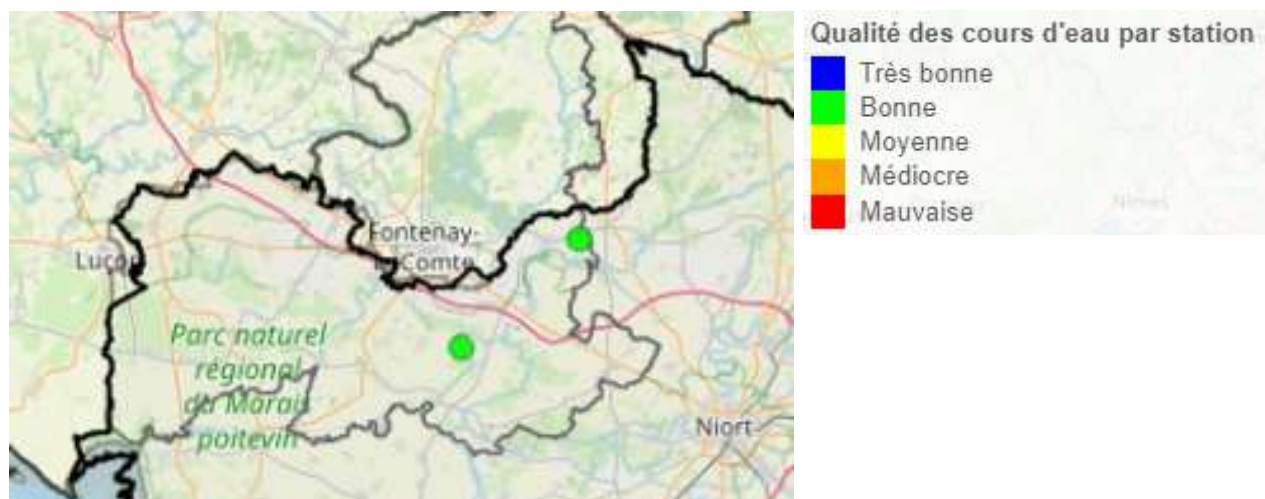 Fontenay-
Comte
Parc naturel
régional
du Marais
poitevin
Niort
Qualité des cours d'eau par station
Très bonne
Bonne
Moyenne
Médiocre
Mauvaise